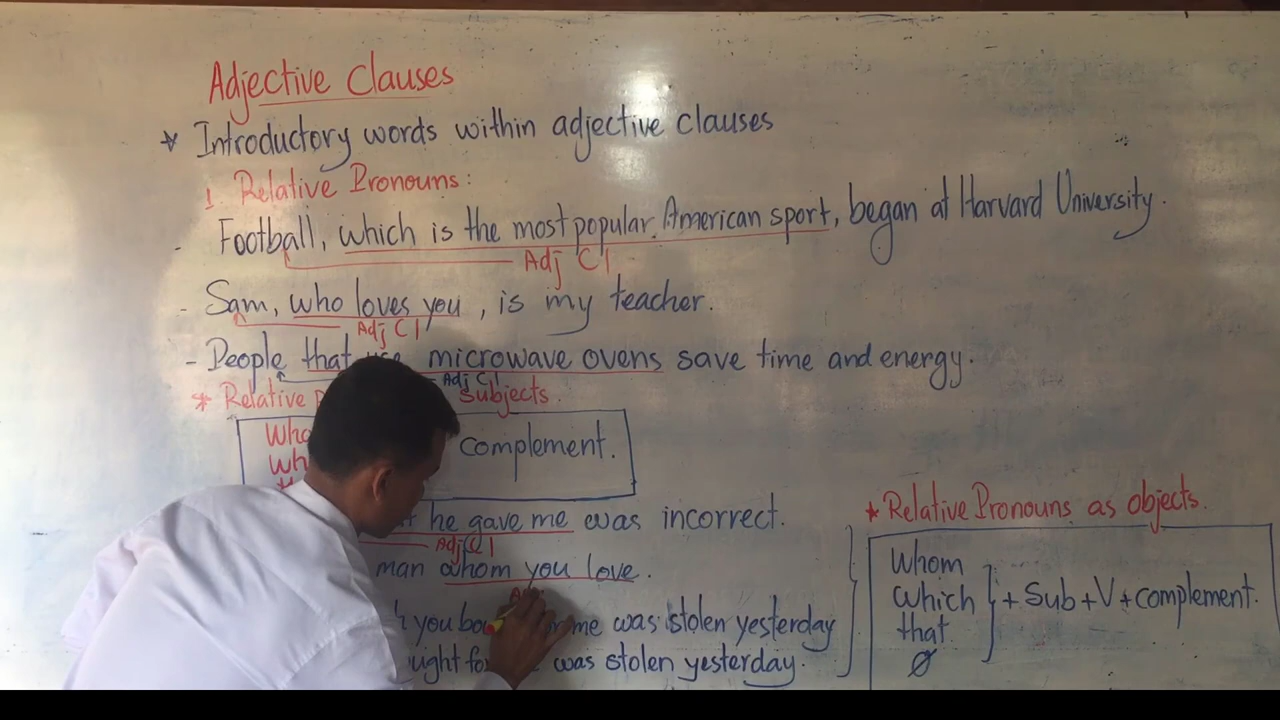 Adjective Clauses
* Introductory words within adjective clauses
1. Relative Pronouns:
- Football, which is the most popular American sport, began at Harvard University.
Adj Cl
- Sam, who loves you, is my teacher.
Adj Cl
- People that use microwave ovens save time and energy.
Adj Cl
* Relative subjects.
complement.
he gave me was incorrect.
Adj Cl
man whom you love.
you me was stolen yesterday
was stolen yesterday.
* Relative Pronouns as objects.
Whom
which
that
Ø
+ Sub + V + complement.